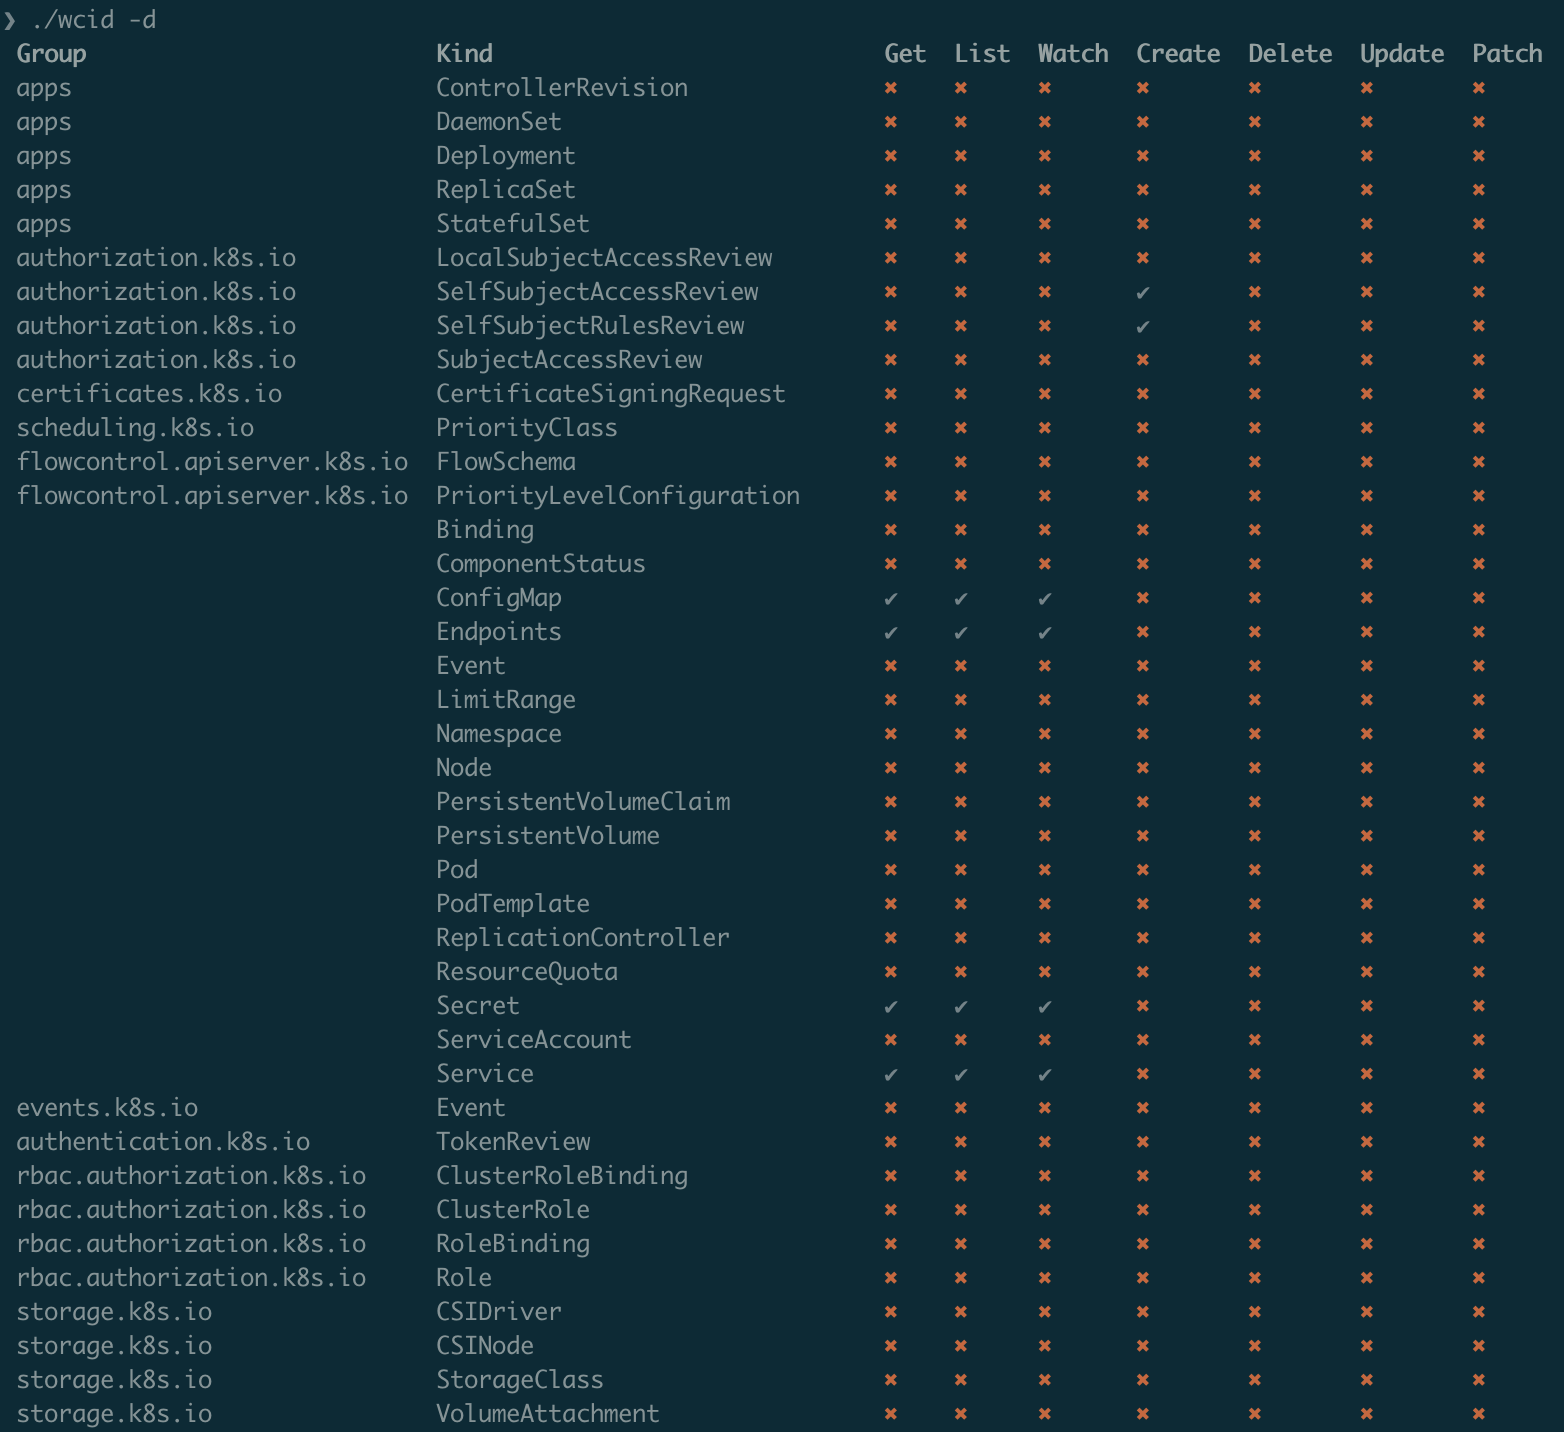 ❯ ./wcid -d
Group Kind Get List Watch Create Delete Update Patch
apps ControllerRevision ✖ ✖ ✖ ✖ ✖ ✖ ✖
apps DaemonSet ✖ ✖ ✖ ✖ ✖ ✖ ✖
apps Deployment ✖ ✖ ✖ ✖ ✖ ✖ ✖
apps ReplicaSet ✖ ✖ ✖ ✖ ✖ ✖ ✖
apps StatefulSet ✖ ✖ ✖ ✖ ✖ ✖ ✖
authorization.k8s.io LocalSubjectAccessReview ✖ ✖ ✖ ✖ ✖ ✖ ✖
authorization.k8s.io SelfSubjectAccessReview ✖ ✖ ✖ ✔ ✖ ✖ ✖
authorization.k8s.io SelfSubjectRulesReview ✖ ✖ ✖ ✔ ✖ ✖ ✖
authorization.k8s.io SubjectAccessReview ✖ ✖ ✖ ✖ ✖ ✖ ✖
certificates.k8s.io CertificateSigningRequest ✖ ✖ ✖ ✖ ✖ ✖ ✖
scheduling.k8s.io PriorityClass ✖ ✖ ✖ ✖ ✖ ✖ ✖
flowcontrol.apiserver.k8s.io FlowSchema ✖ ✖ ✖ ✖ ✖ ✖ ✖
flowcontrol.apiserver.k8s.io PriorityLevelConfiguration ✖ ✖ ✖ ✖ ✖ ✖ ✖
Binding ✖ ✖ ✖ ✖ ✖ ✖ ✖
ComponentStatus ✖ ✖ ✖ ✖ ✖ ✖ ✖
ConfigMap ✔ ✔ ✔ ✖ ✖ ✖ ✖
Endpoints ✔ ✔ ✔ ✖ ✖ ✖ ✖
Event ✖ ✖ ✖ ✖ ✖ ✖ ✖
LimitRange ✖ ✖ ✖ ✖ ✖ ✖ ✖
Namespace ✖ ✖ ✖ ✖ ✖ ✖ ✖
Node ✖ ✖ ✖ ✖ ✖ ✖ ✖
PersistentVolumeClaim ✖ ✖ ✖ ✖ ✖ ✖ ✖
PersistentVolume ✖ ✖ ✖ ✖ ✖ ✖ ✖
Pod ✖ ✖ ✖ ✖ ✖ ✖ ✖
PodTemplate ✖ ✖ ✖ ✖ ✖ ✖ ✖
ReplicationController ✖ ✖ ✖ ✖ ✖ ✖ ✖
ResourceQuota ✖ ✖ ✖ ✖ ✖ ✖ ✖
Secret ✔ ✔ ✔ ✖ ✖ ✖ ✖
ServiceAccount ✖ ✖ ✖ ✖ ✖ ✖ ✖
Service ✔ ✔ ✔ ✖ ✖ ✖ ✖
events.k8s.io Event ✖ ✖ ✖ ✖ ✖ ✖ ✖
authentication.k8s.io TokenReview ✖ ✖ ✖ ✖ ✖ ✖ ✖
rbac.authorization.k8s.io ClusterRoleBinding ✖ ✖ ✖ ✖ ✖ ✖ ✖
rbac.authorization.k8s.io ClusterRole ✖ ✖ ✖ ✖ ✖ ✖ ✖
rbac.authorization.k8s.io RoleBinding ✖ ✖ ✖ ✖ ✖ ✖ ✖
rbac.authorization.k8s.io Role ✖ ✖ ✖ ✖ ✖ ✖ ✖
storage.k8s.io CSIDriver ✖ ✖ ✖ ✖ ✖ ✖ ✖
storage.k8s.io CSINode ✖ ✖ ✖ ✖ ✖ ✖ ✖
storage.k8s.io StorageClass ✖ ✖ ✖ ✖ ✖ ✖ ✖
storage.k8s.io VolumeAttachment ✖ ✖ ✖ ✖ ✖ ✖ ✖